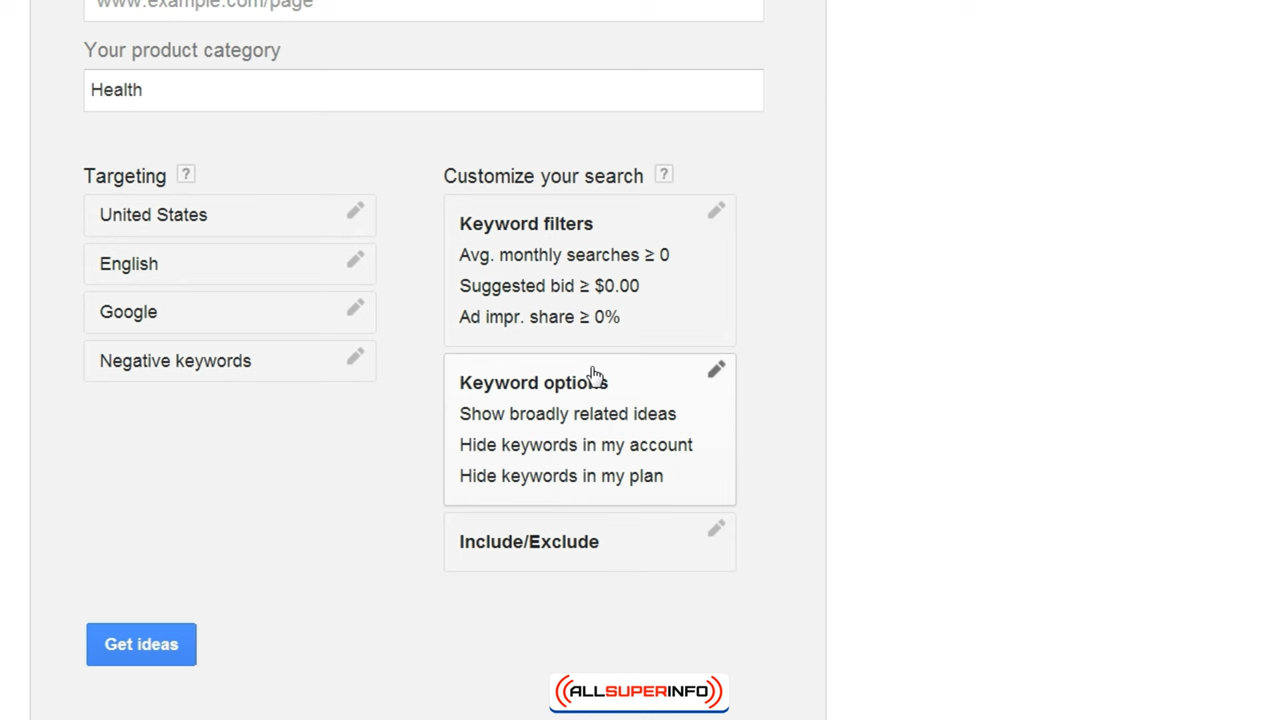 www.example.com/page
Your product category
Health
Targeting ?
Customize your search ?
United States
English
Google
Negative keywords
Keyword filters
Avg. monthly searches ≥ 0
Suggested bid ≥ $0.00
Ad impr. share ≥ 0%
Keyword options
Show broadly related ideas
Hide keywords in my account
Hide keywords in my plan
Include/Exclude
Get ideas
ALLSUPERINFO